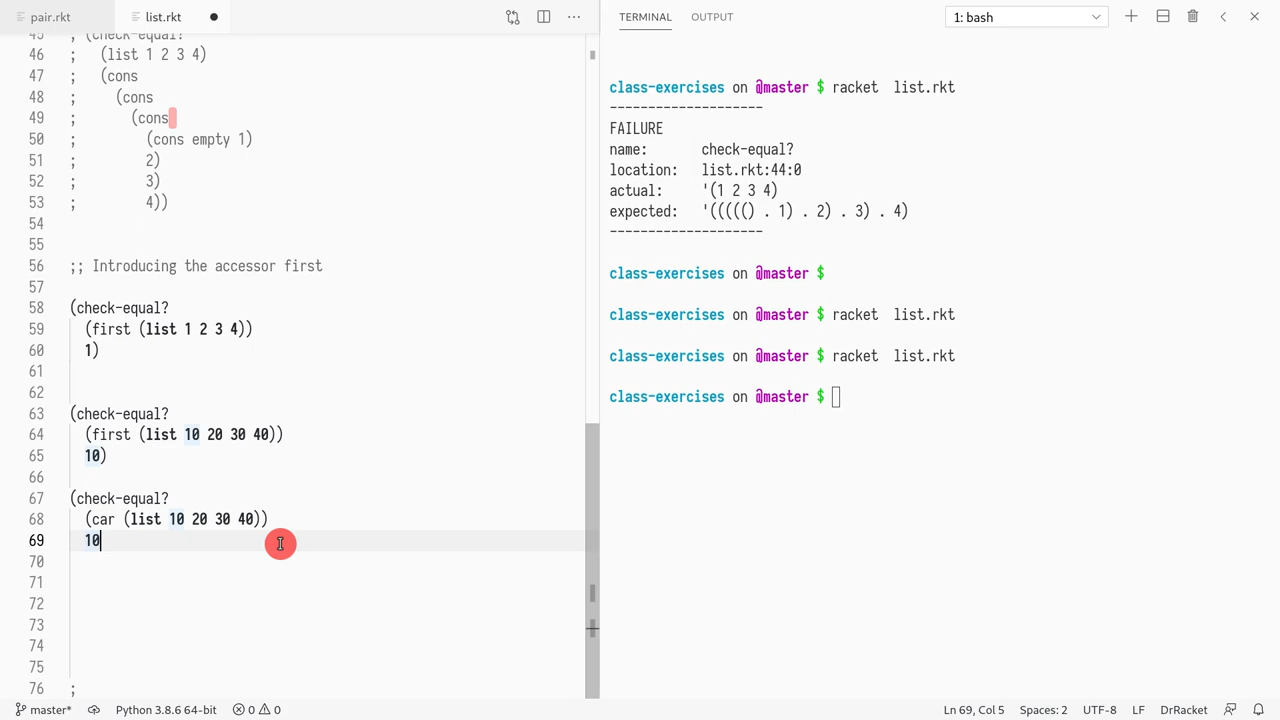 pair.rkt
list.rkt
45 ; (check-equal?
46 ;   (list 1 2 3 4)
47 ;   (cons
48 ;     (cons
49 ;       (cons
50 ;         (cons empty 1)
51 ;         2)
52 ;         3)
53 ;         4))
54
55
56 ;; Introducing the accessor first
57
58 (check-equal?
59   (first (list 1 2 3 4))
60   1)
61
62
63 (check-equal?
64   (first (list 10 20 30 40))
65   10)
66
67 (check-equal?
68   (car (list 10 20 30 40))
69   10
70
71
72
73
74
75
76 ;
TERMINAL OUTPUT
1: bash
class-exercises on @master $ racket  list.rkt
--------------------
FAILURE
name:       check-equal?
location:   list.rkt:44:0
actual:     '(1 2 3 4)
expected:   '(((((() . 1) . 2) . 3) . 4)
--------------------
class-exercises on @master $
class-exercises on @master $ racket  list.rkt
class-exercises on @master $ racket  list.rkt
class-exercises on @master $
master* Python 3.8.6 64-bit 0 0 Ln 69, Col 5 Spaces: 2 UTF-8 LF DrRacket